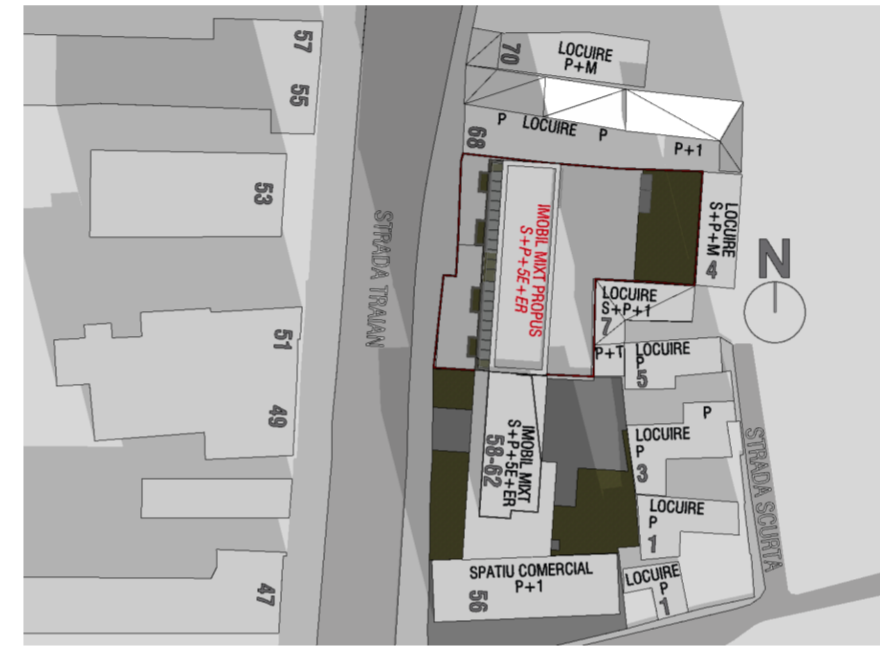 57
55
53
51
49
47
STRADA TRAIAN
70
LOCUIRE
P+M
P LOCUIRE P
P+1
68
IMOBIL MIXT PROPUS
S+P+5E+ER
LOCUIRE
S+P+M
4
N
LOCUIRE
S+P+1
7
P+T
LOCUIRE
P
5
P
LOCUIRE
P
3
IMOBIL MIXT
S+P+5E+ER
58-62
LOCUIRE
P
1
SPATIU COMERCIAL
P+1
56
LOCUIRE
P
1
STRADA SCURTA